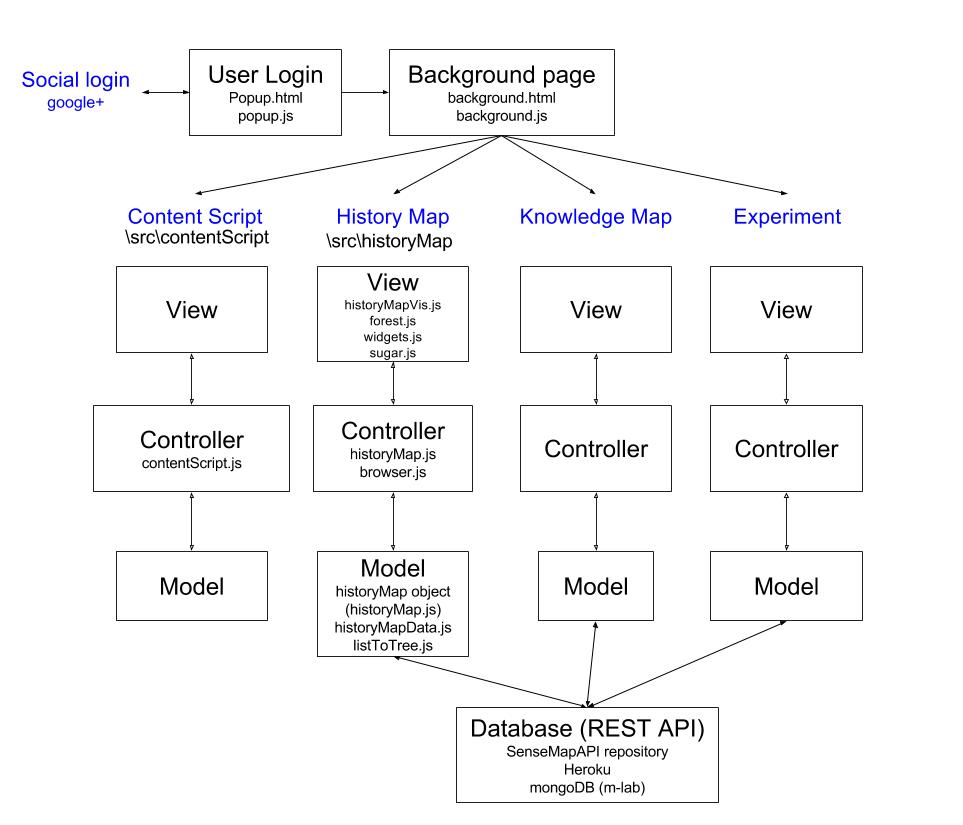 Social login
google+
User Login
Popup.html
popup.js
Background page
background.html
background.js
Content Script
\src\contentScript
History Map
\src\historyMap
Knowledge Map
Experiment
View
View
historyMapVis.js
forest.js
widgets.js
sugar.js
View
View
Controller
contentScript.js
Controller
historyMap.js
browser.js
Controller
Controller
Model
Model
historyMap object
(historyMap.js)
historyMapData.js
listToTree.js
Model
Model
Database (REST API)
SenseMapAPI repository
Heroku
mongoDB (m-lab)